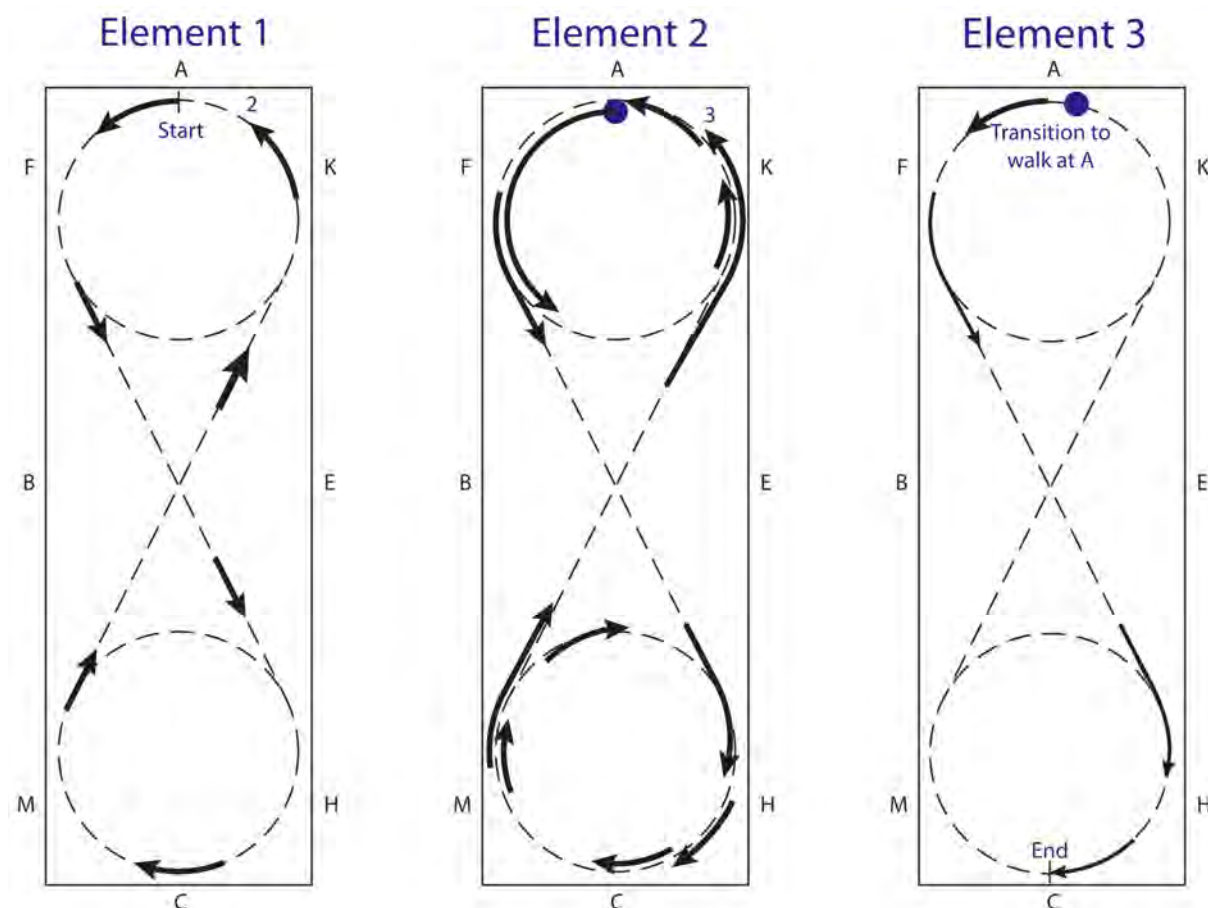 Element 1
A
2
Start
F
K
B
E
M
H
C
Element 2
A
3
F
K
B
E
M
H
C
Element 3
A
Transition to
walk at A
F
K
B
E
M
H
End
C